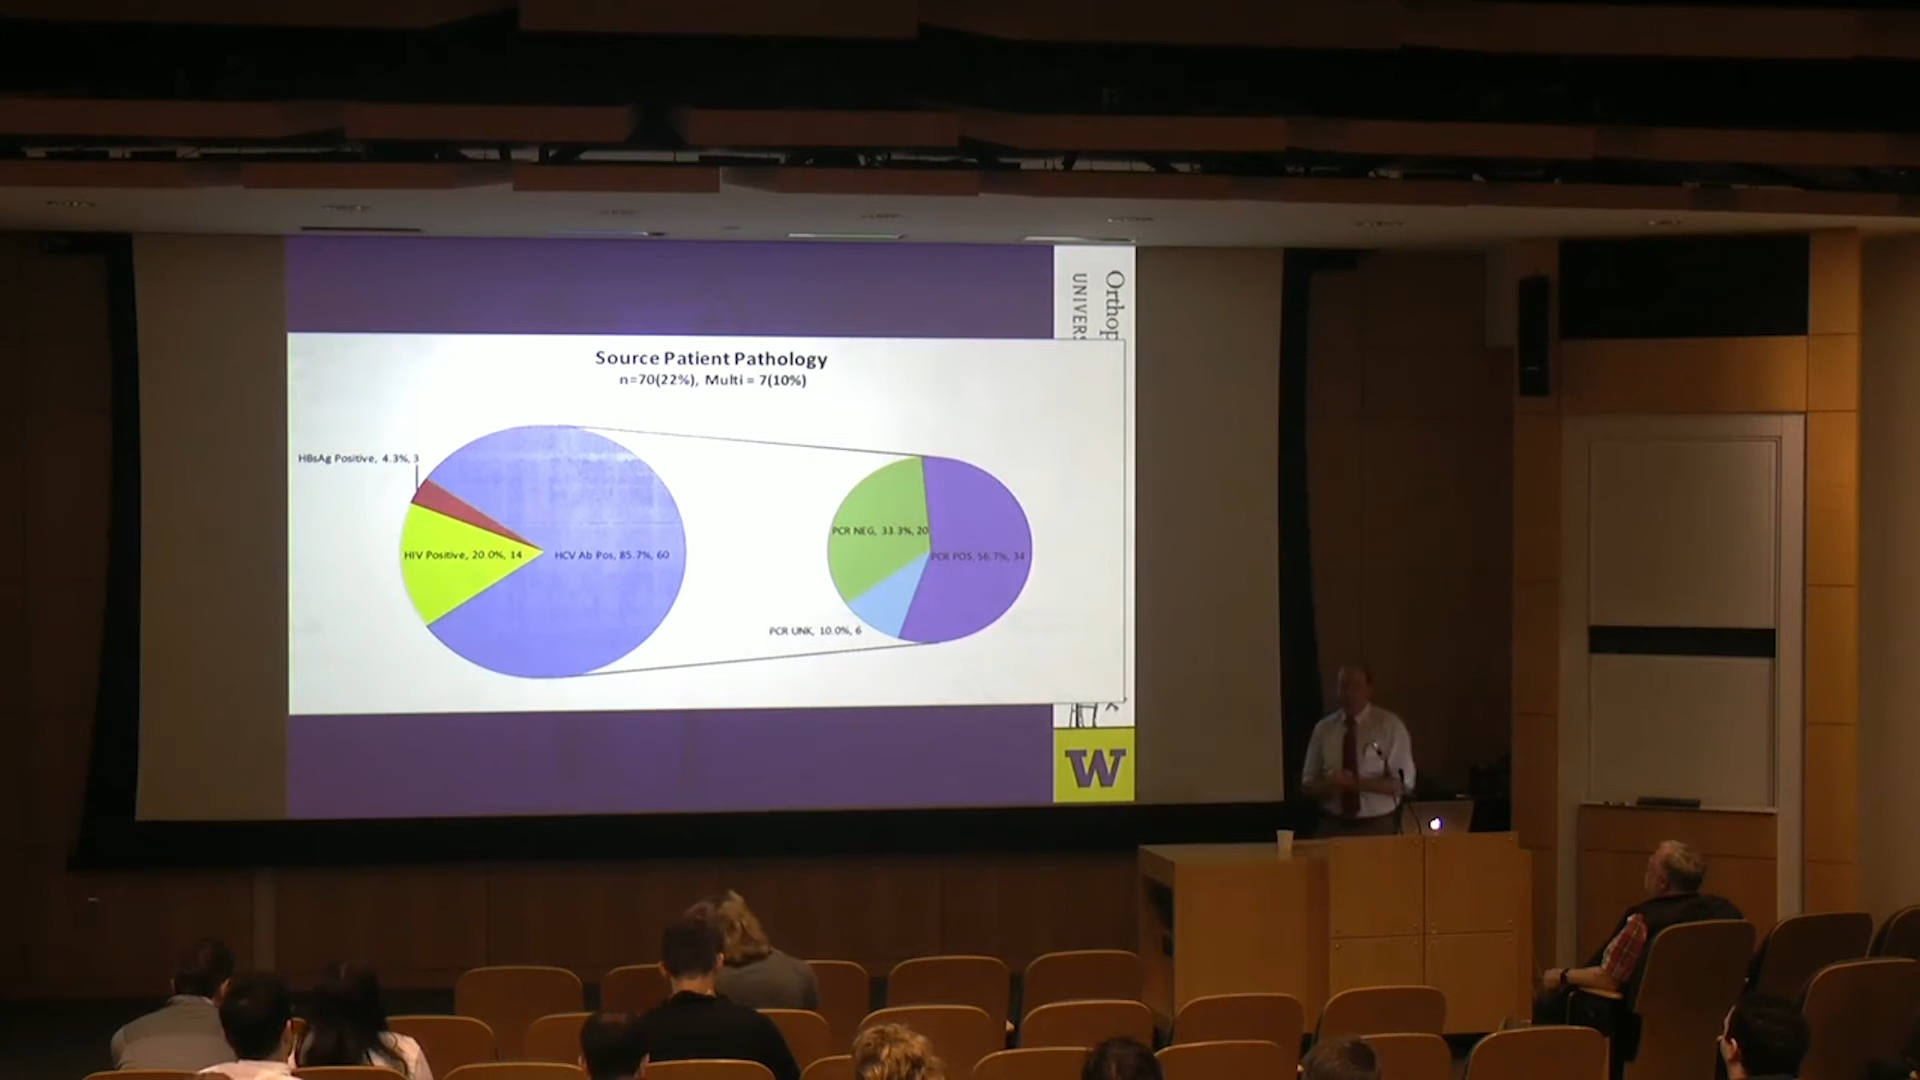 Orthop
UNIVERS
Source Patient Pathology
n=70(22%), Multi = 7(10%)
HBsAg Positive, 4.3%, 3
HIV Positive, 20.0%, 14
HCV Ab Pos, 85.7%, 60
PCR NEG, 33.3%, 20
PCR POS, 56.7%, 34
PCR UNK, 10.0%, 6
W